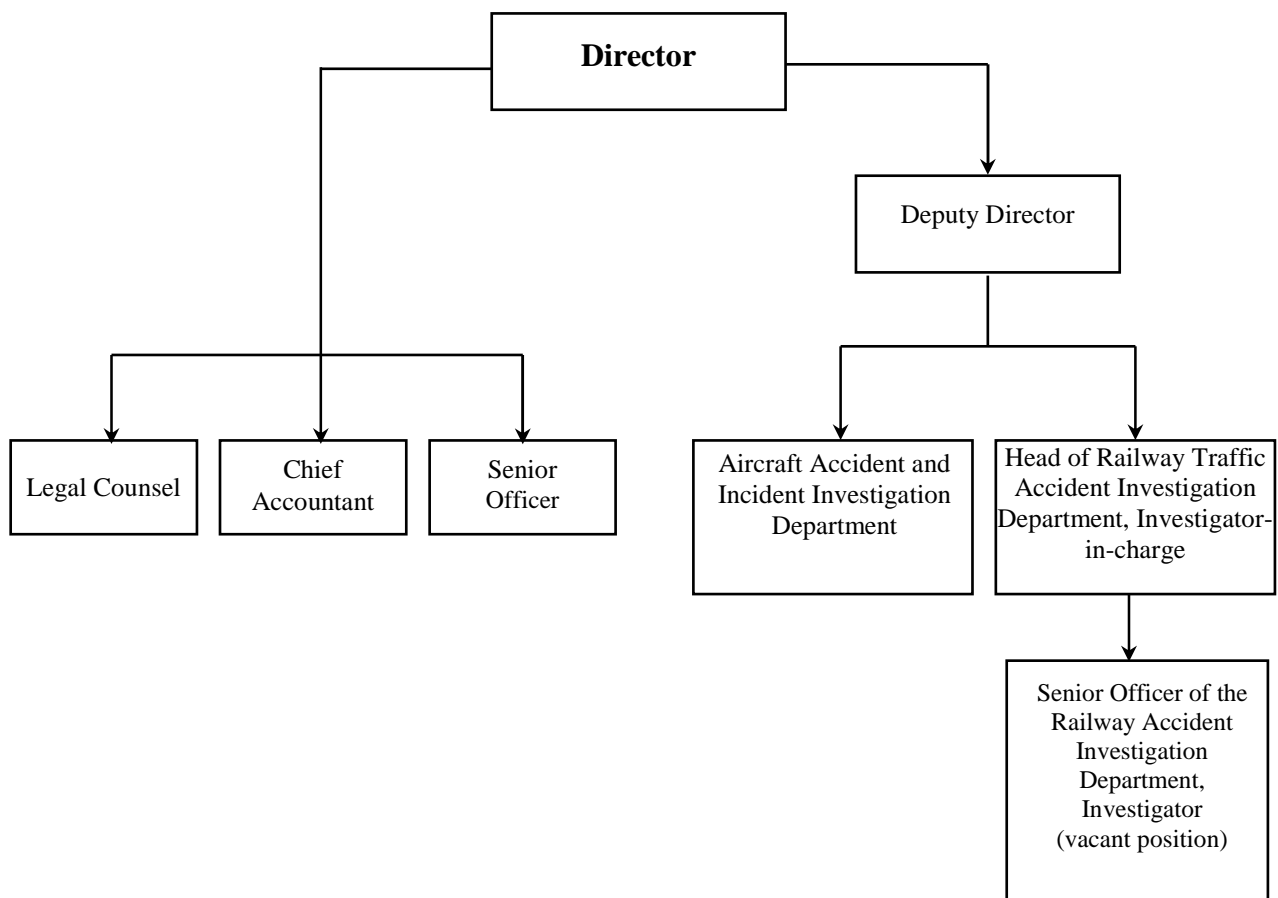 Director
Deputy Director
Legal Counsel
Chief
Accountant
Senior
Officer
Aircraft Accident and
Incident Investigation
Department
Head of Railway Traffic
Accident Investigation
Department, Investigator-
in-charge
Senior Officer of the
Railway Accident
Investigation
Department,
Investigator
(vacant position)